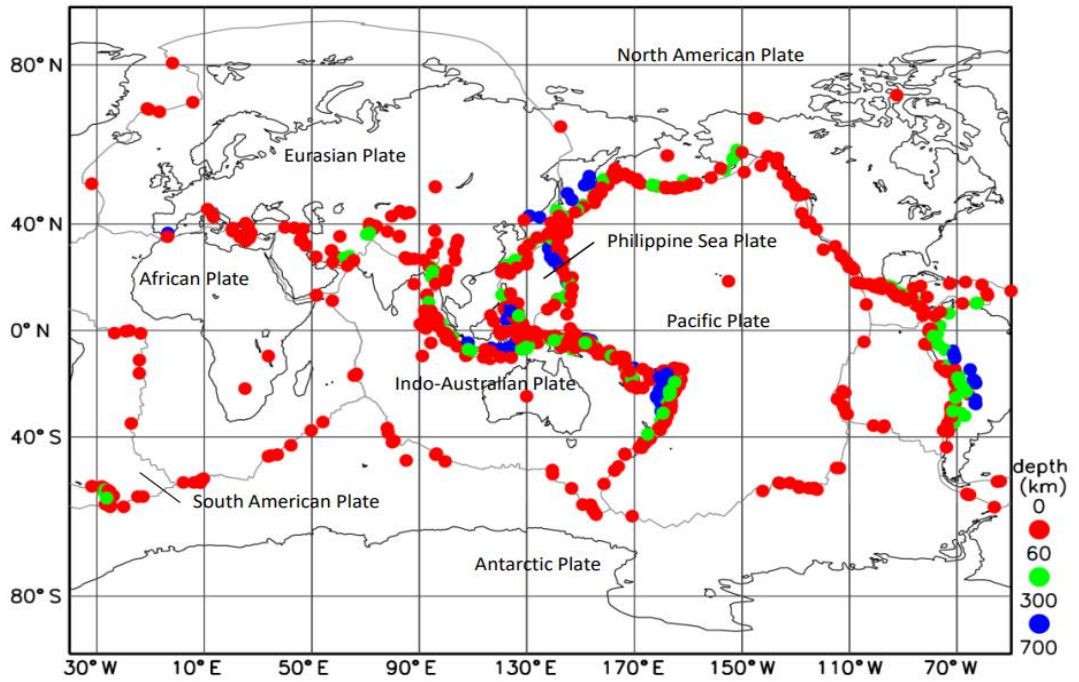 North American Plate
80° N
Eurasian Plate
40° N
Philippine Sea Plate
African Plate
Pacific Plate
0° N
Indo-Australian Plate
40° S
depth
(km)
South American Plate
0
60
Antarctic Plate
80° S
300
700
30° W 10° E 50° E 90° E 130° E 170° E 150° W 110° W 70° W